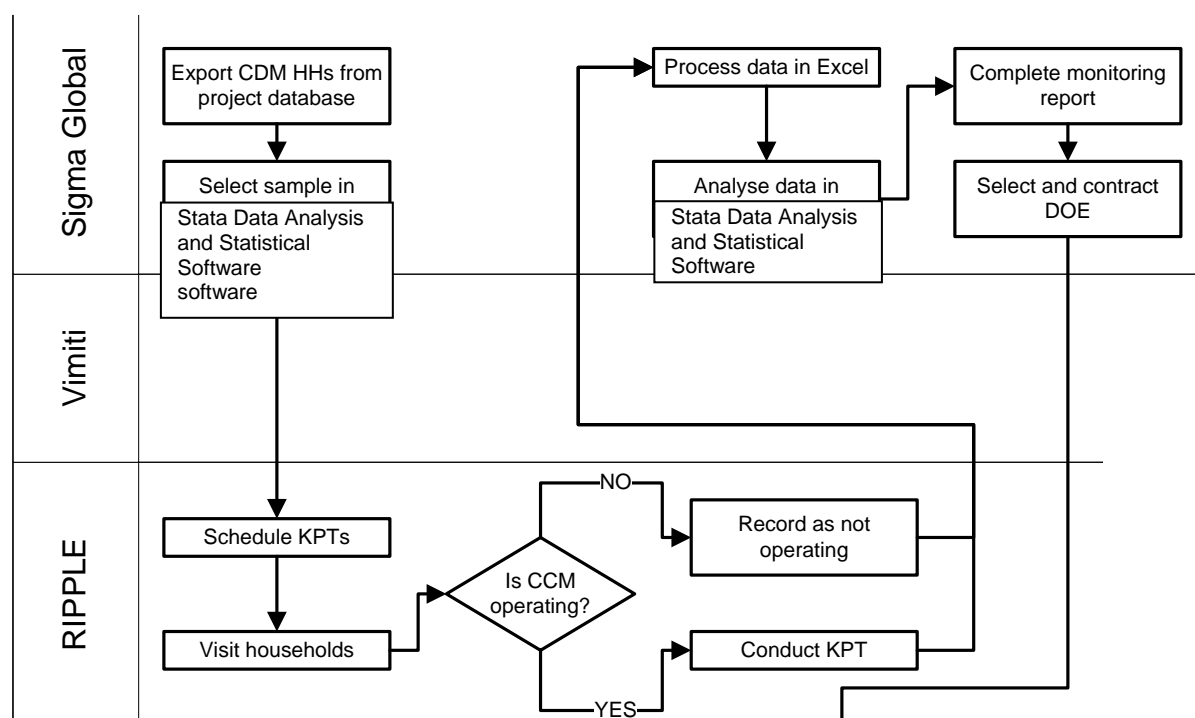 Sigma Global
Export CDM HHs from
project database
Select sample in
Stata Data Analysis
and Statistical
Software
software
Process data in Excel
Analyse data in
Stata Data Analysis
and Statistical
Software
Complete monitoring
report
Select and contract
DOE
Vimiti
RIPPLE
Schedule KPTs
Visit households
Is CCM
operating?
NO
Record as not
operating
YES
Conduct KPT